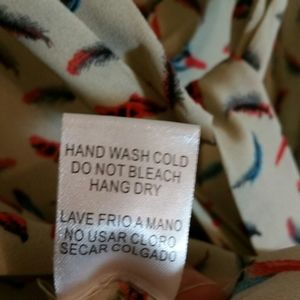 HAND WASH COLD
DO NOT BLEACH
HANG DRY
LAVE FRIO A MANO
NO USAR CLORO
SECAR COLGADO